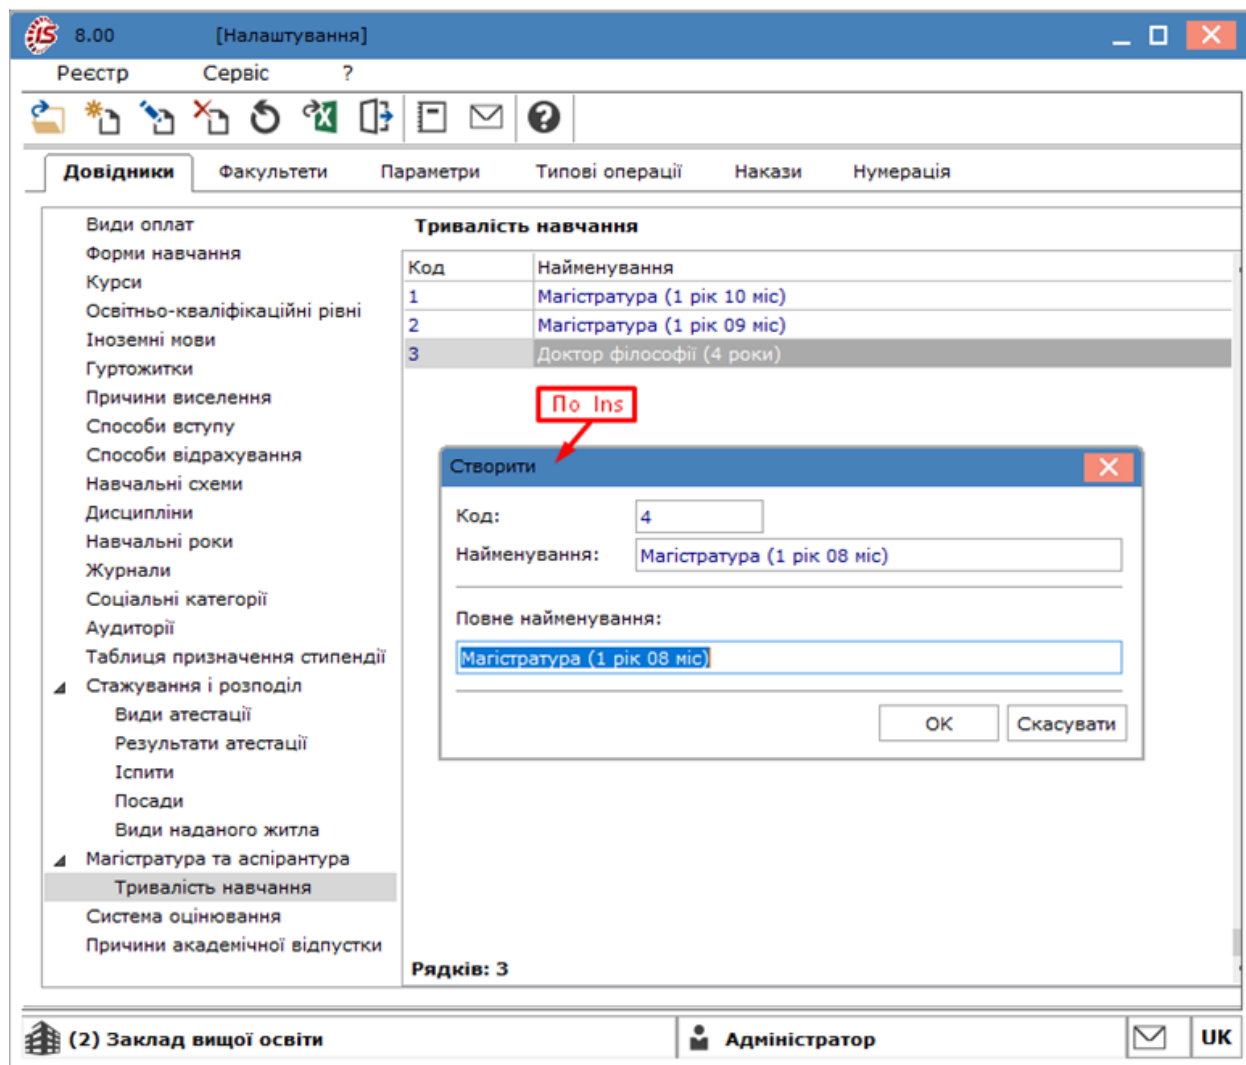 8.00 [Налаштування]
Реєстр Сервіс ?
Довідники Факультети Параметри Типові операції Накази Нумерація
Види оплат
Форми навчання
Курси
Освітньо-кваліфікаційні рівні
Іноземні мови
Гуртожитки
Причини виселення
Способи вступу
Способи відрахування
Навчальні схеми
Дисципліни
Навчальні роки
Журнали
Соціальні категорії
Аудиторії
Таблиця призначення стипендії
Стажування і розподіл
Види атестації
Результати атестації
Іспити
Посади
Види наданого житла
Магістратура та аспірантура
Тривалість навчання
Система оцінювання
Причини академічної відпустки
Тривалість навчання
Код Найменування
1 Магістратура (1 рік 10 міс)
2 Магістратура (1 рік 09 міс)
3 Доктор філософії (4 роки)
По Ins
Створити
Код: 4
Найменування: Магістратура (1 рік 08 міс)
Повне найменування:
Магістратура (1 рік 08 міс)
ОК Скасувати
Рядків: 3
(2) Заклад вищої освіти Адміністратор UK